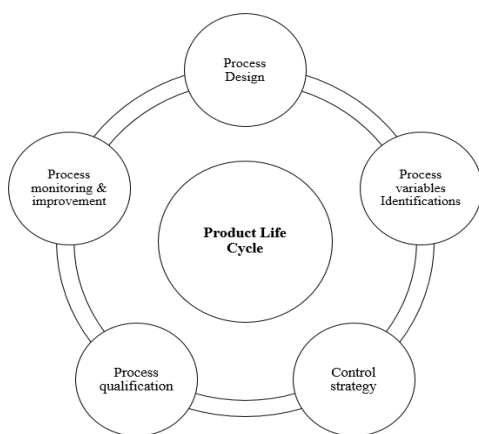 Process
Design
Process
variables
Identifications
Control
strategy
Process
qualification
Process
monitoring &
improvement
Product Life
Cycle